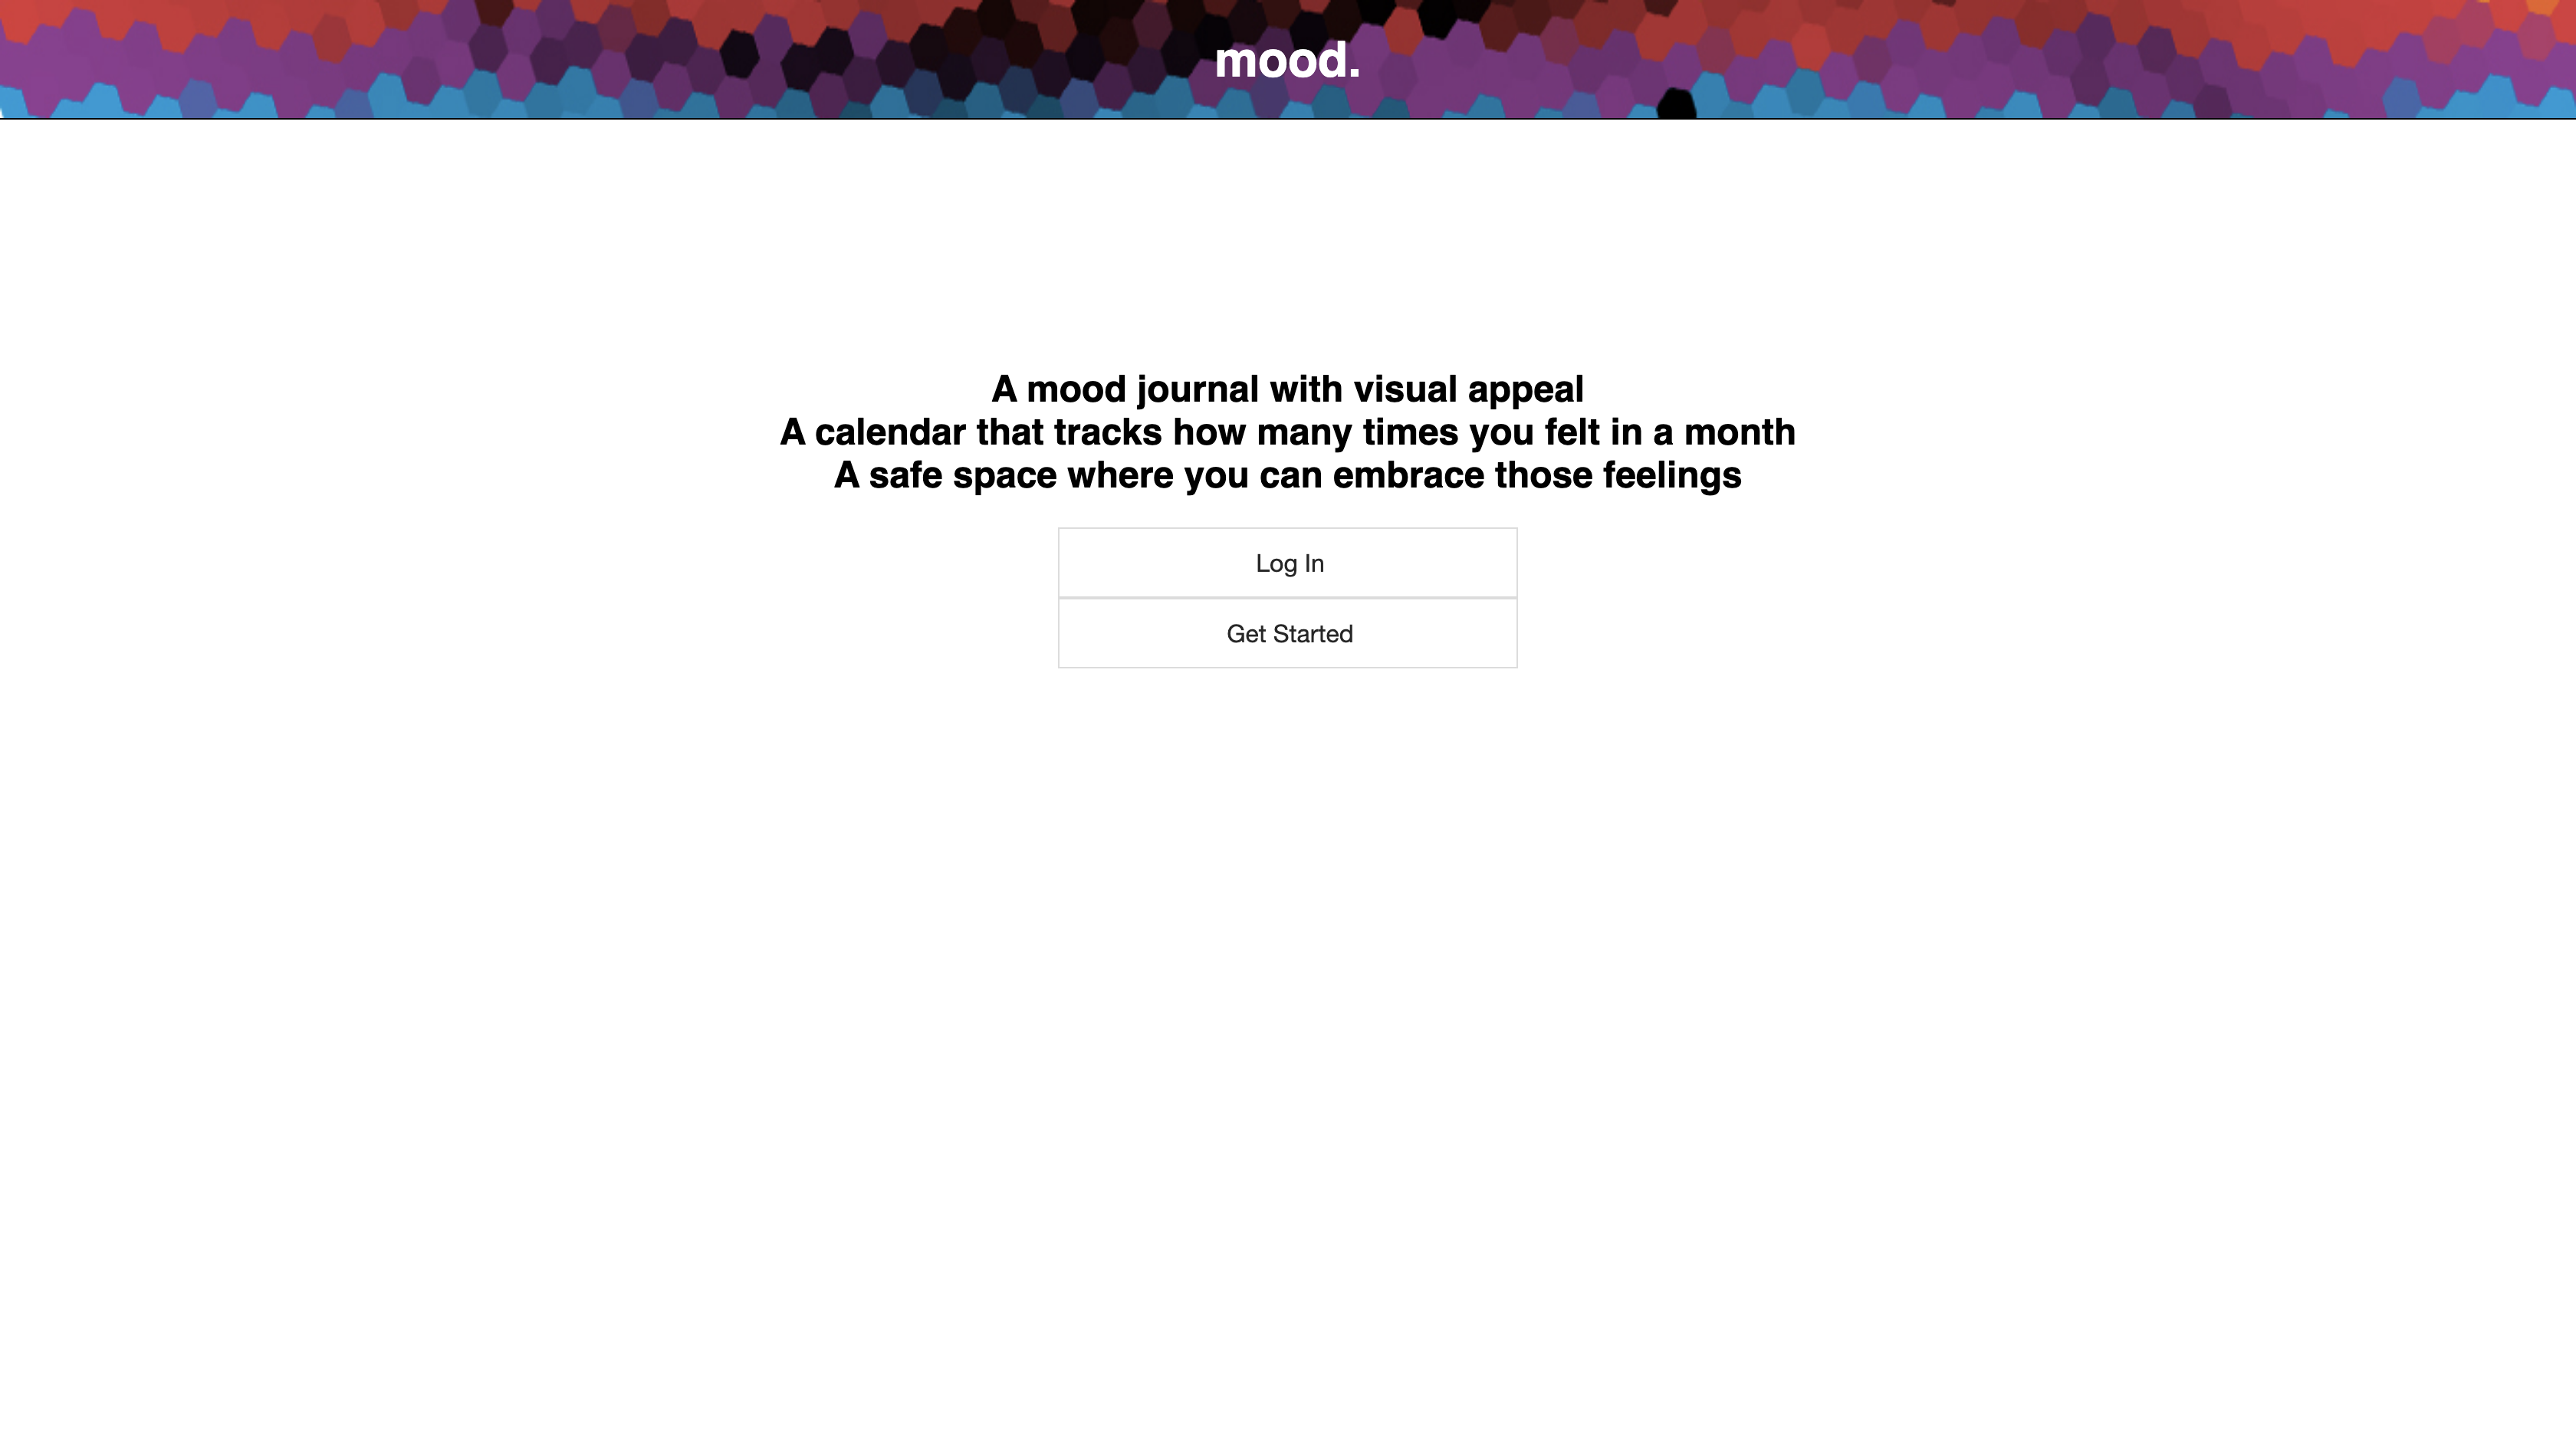 mood.
A mood journal with visual appeal
A calendar that tracks how many times you felt in a month
A safe space where you can embrace those feelings
Log In
Get Started